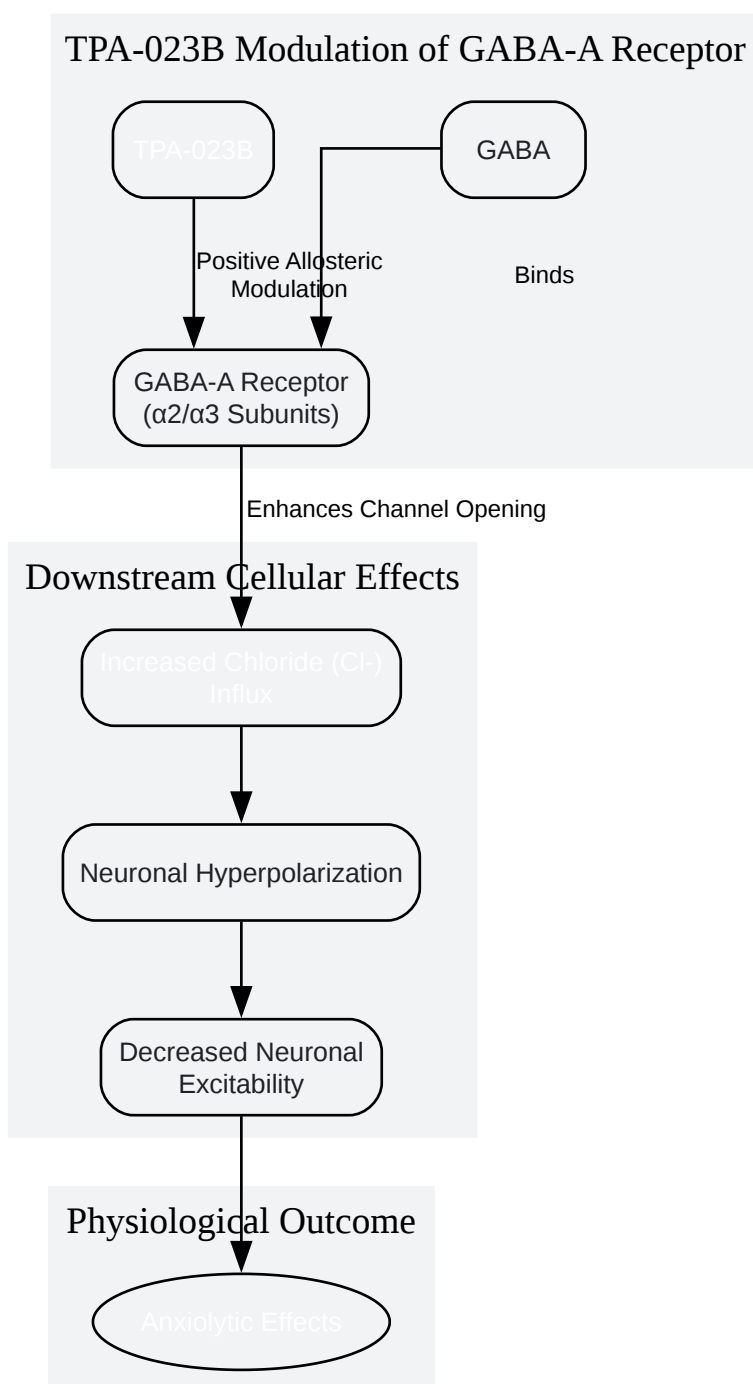 TPA-023B Modulation of GABA-A Receptor
TPA-023B
GABA
Positive Allosteric
Modulation
Binds
GABA-A Receptor
(α2/α3 Subunits)
Enhances Channel Opening
Downstream Cellular Effects
Increased Chloride (Cl-)
Influx
Neuronal Hyperpolarization
Decreased Neuronal
Excitability
Physiological Outcome
Anxiolytic Effects